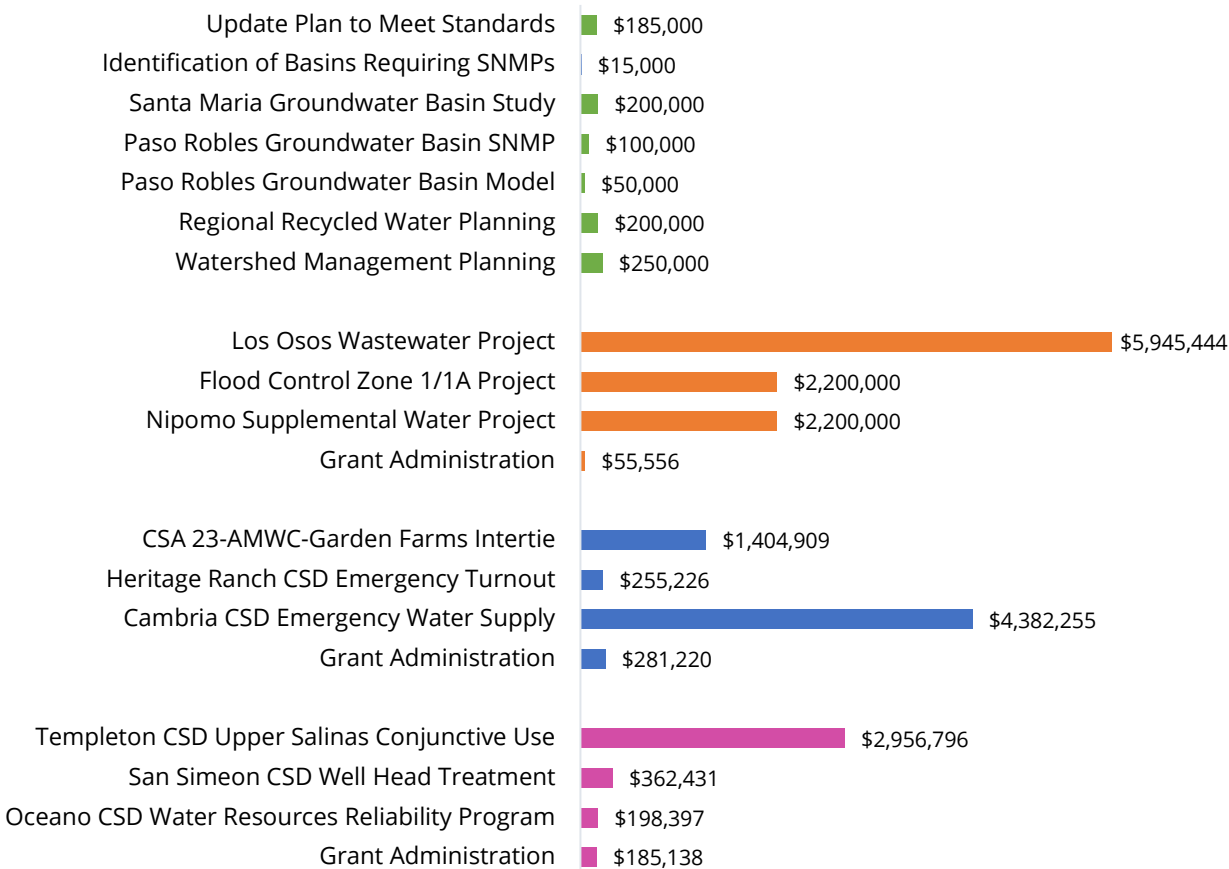 Update Plan to Meet Standards $185,000
Identification of Basins Requiring SNMPs $15,000
Santa Maria Groundwater Basin Study $200,000
Paso Robles Groundwater Basin SNMP $100,000
Paso Robles Groundwater Basin Model $50,000
Regional Recycled Water Planning $200,000
Watershed Management Planning $250,000
Los Osos Wastewater Project $5,945,444
Flood Control Zone 1/1A Project $2,200,000
Nipomo Supplemental Water Project $2,200,000
Grant Administration $55,556
CSA 23-AMWC-Garden Farms Intertie $1,404,909
Heritage Ranch CSD Emergency Turnout $255,226
Cambria CSD Emergency Water Supply $4,382,255
Grant Administration $281,220
Templeton CSD Upper Salinas Conjunctive Use $2,956,796
San Simeon CSD Well Head Treatment $362,431
Oceano CSD Water Resources Reliability Program $198,397
Grant Administration $185,138